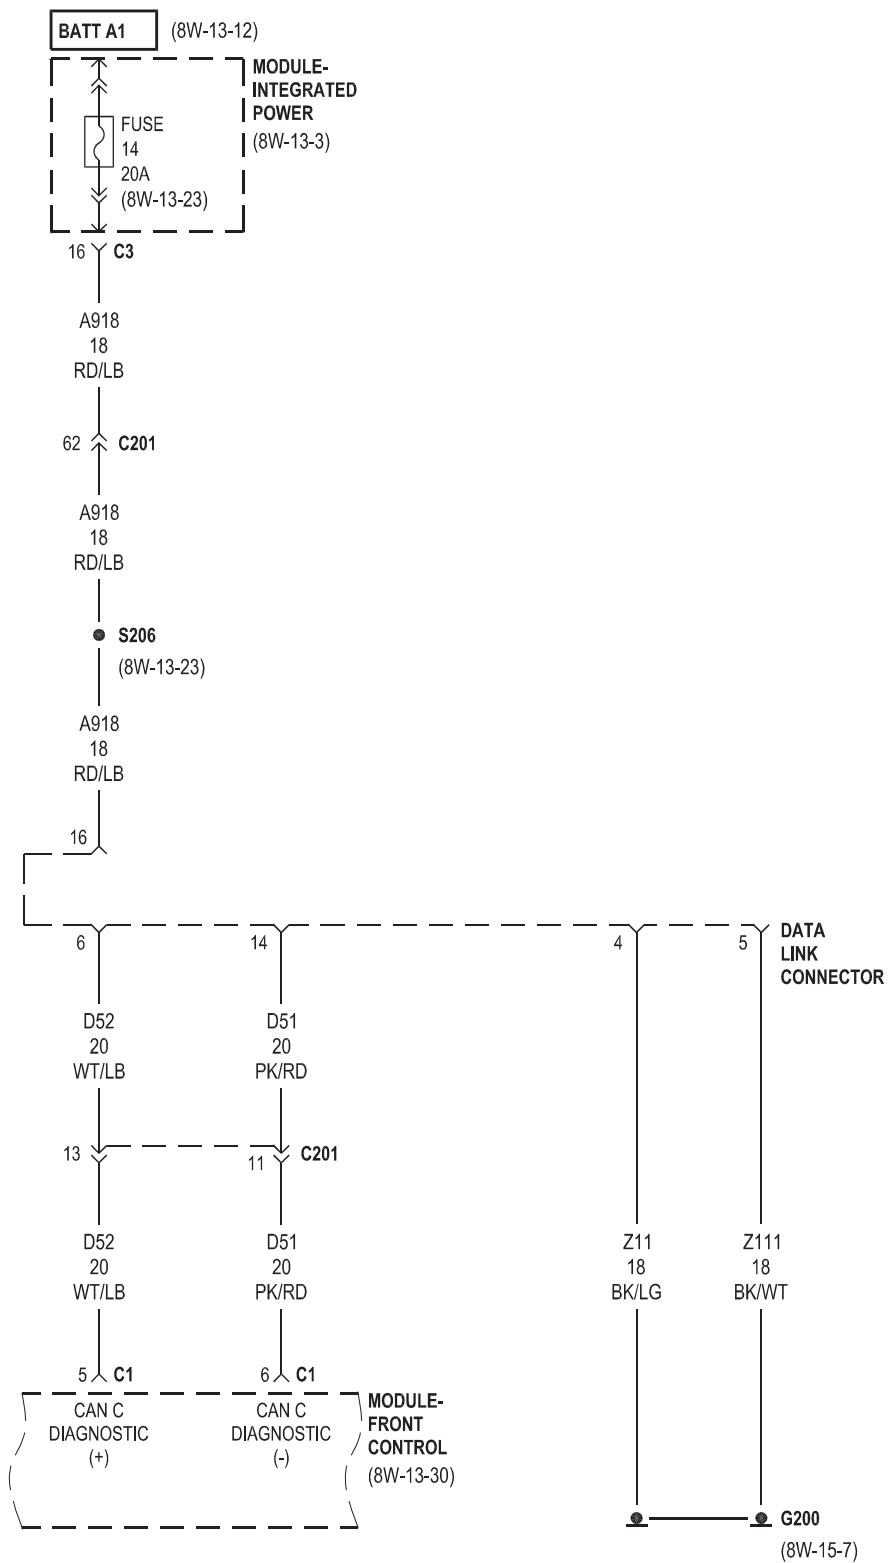 BATT A1 (8W-13-12)
MODULE-
INTEGRATED
POWER
(8W-13-3)
FUSE
14
20A
(8W-13-23)
16 C3
A918
18
RD/LB
62 C201
A918
18
RD/LB
S206
(8W-13-23)
A918
18
RD/LB
16
6 14 4 5
DATA
LINK
CONNECTOR
D52 D51
20 20
WT/LB PK/RD
13 11 C201
D52 D51 Z11 Z111
20 20 18 18
WT/LB PK/RD BK/LG BK/WT
5 C1 6 C1
CAN C
DIAGNOSTIC
(+)
CAN C
DIAGNOSTIC
(-)
MODULE-
FRONT
CONTROL
(8W-13-30)
G200
(8W-15-7)